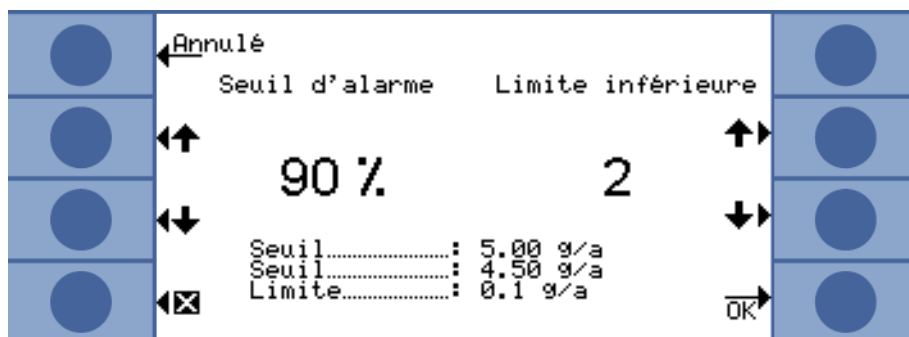 Annulé
Seuil d'alarme Limite inférieure
90 % 2
Seuil....................: 5.00 g/a
Seuil....................: 4.50 g/a
Limite..................: 0.1 g/a
OK